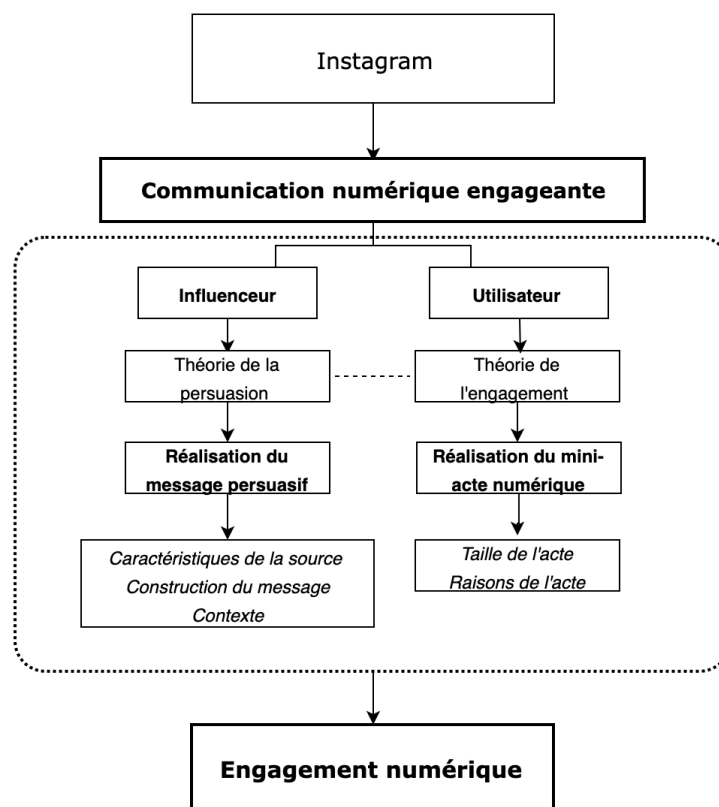 Instagram
Communication numérique engageante
Influenceur
Utilisateur
Théorie de la
persuasion
Théorie de
l'engagement
Réalisation du
message persuasif
Réalisation du mini-
acte numérique
Caractéristiques de la source
Construction du message
Contexte
Taille de l'acte
Raisons de l'acte
Engagement numérique